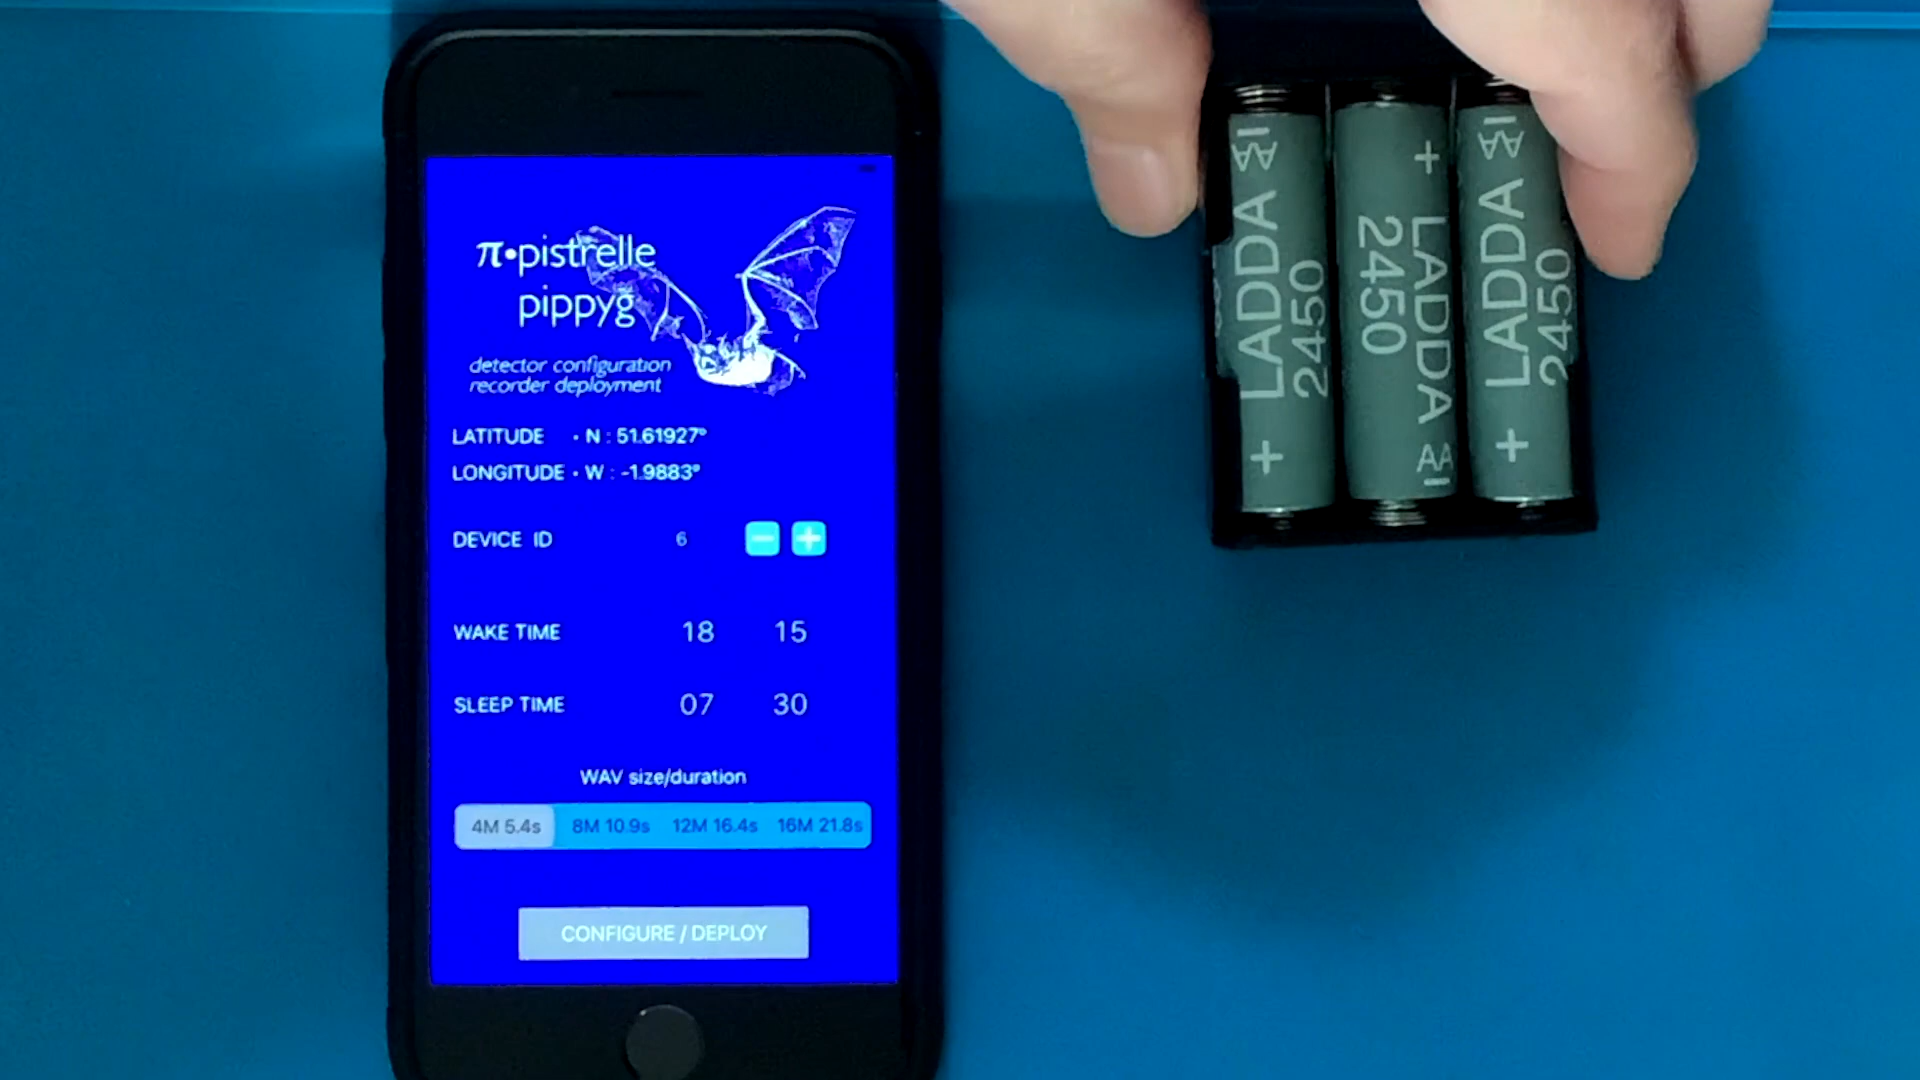 π•pistrelle
pippyg
detector configuration
recorder deployment
LATITUDE • N : 51.61927°
LONGITUDE • W : -1.9883°
DEVICE ID 6 − +
WAKE TIME 18 15
SLEEP TIME 07 30
WAV size/duration
4M 5.4s 8M 10.9s 12M 16.4s 16M 21.8s
CONFIGURE / DEPLOY
+ LADDA AA
2450
+
LADDA AA
2450
+ LADDA AA
2450